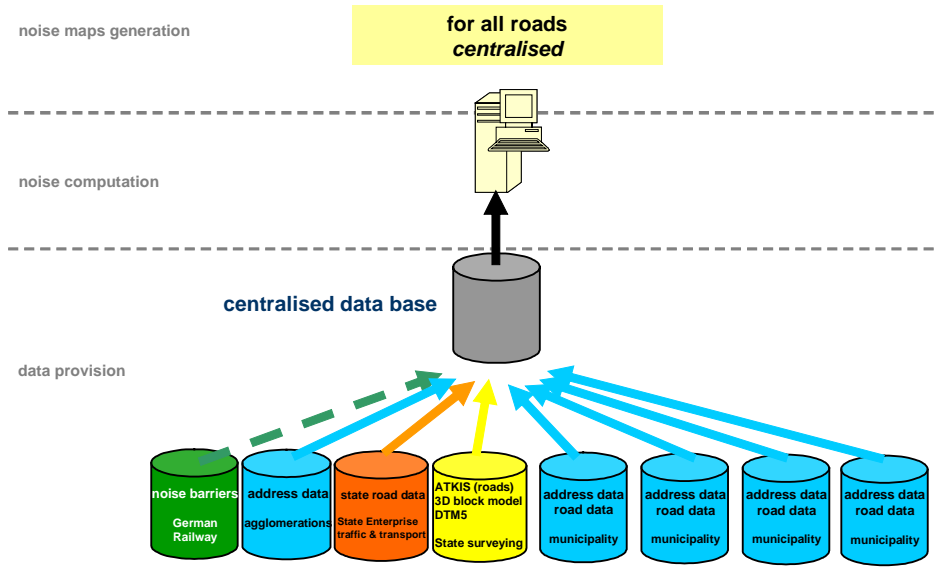 noise maps generation
for all roads
centralised
noise computation
centralised data base
data provision
noise barriers
German
Railway
address data
agglomerations
state road data
State Enterprise
traffic & transport
ATKIS (roads)
3D block model
DTM5
State surveying
address data
road data
municipality
address data
road data
municipality
address data
road data
municipality
address data
road data
municipality